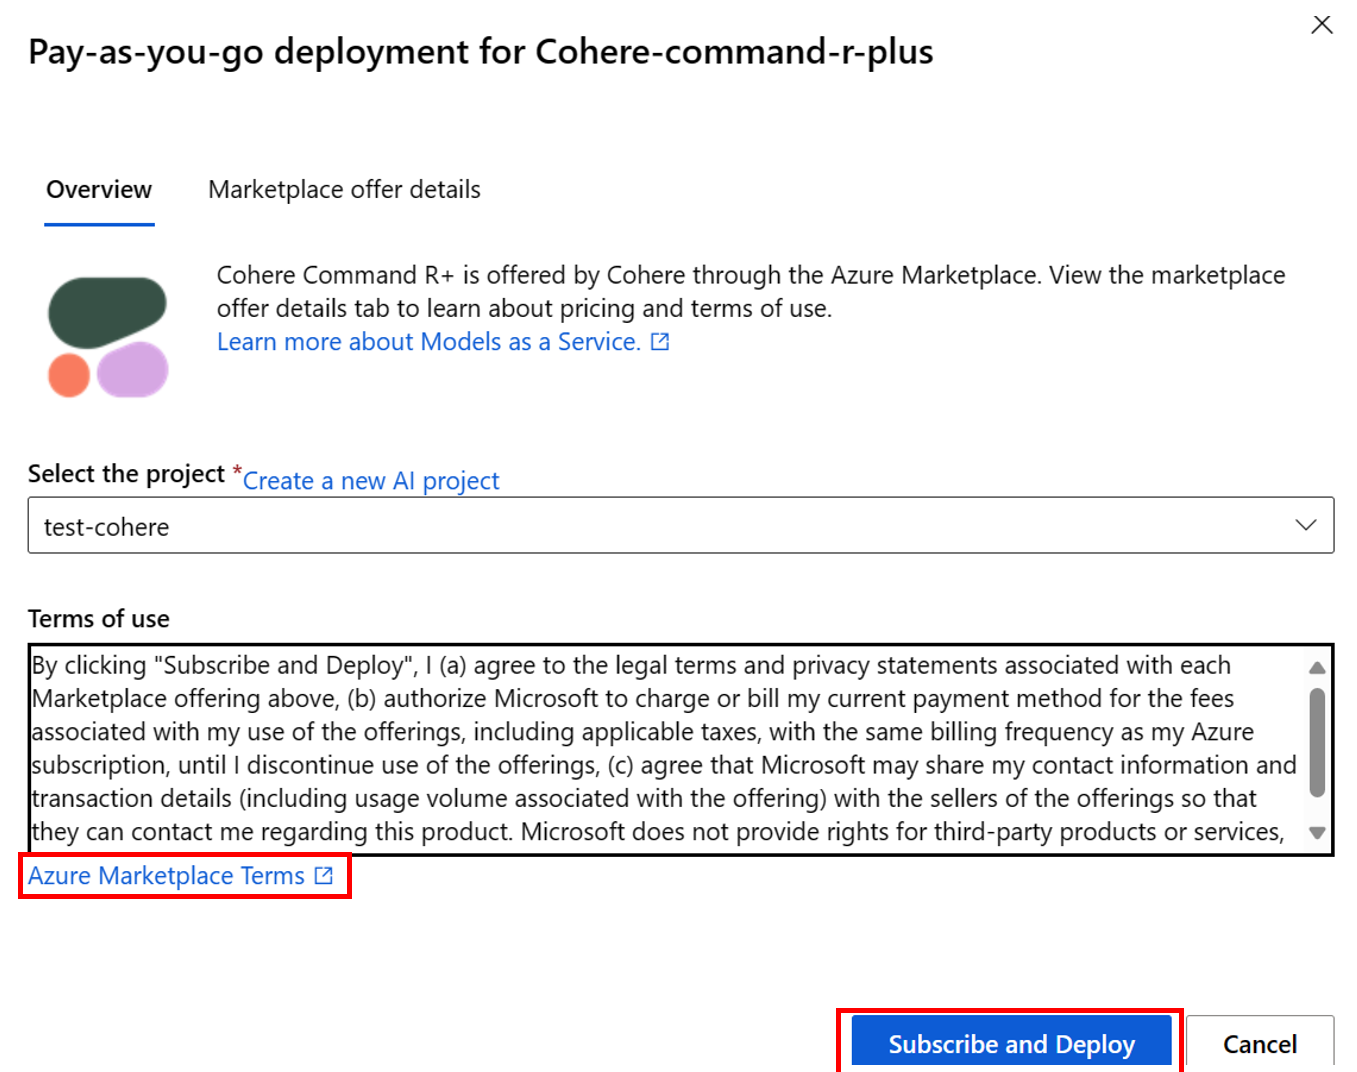 Pay-as-you-go deployment for Cohere-command-r-plus
Overview
Marketplace offer details
Cohere Command R+ is offered by Cohere through the Azure Marketplace. View the marketplace
offer details tab to learn about pricing and terms of use.
Learn more about Models as a Service.
Select the project *Create a new AI project
test-cohere
Terms of use
By clicking "Subscribe and Deploy", I (a) agree to the legal terms and privacy statements associated with each
Marketplace offering above, (b) authorize Microsoft to charge or bill my current payment method for the fees
associated with my use of the offerings, including applicable taxes, with the same billing frequency as my Azure
subscription, until I discontinue use of the offerings, (c) agree that Microsoft may share my contact information and
transaction details (including usage volume associated with the offering) with the sellers of the offerings so that
they can contact me regarding this product. Microsoft does not provide rights for third-party products or services,
Azure Marketplace Terms
Subscribe and Deploy
Cancel